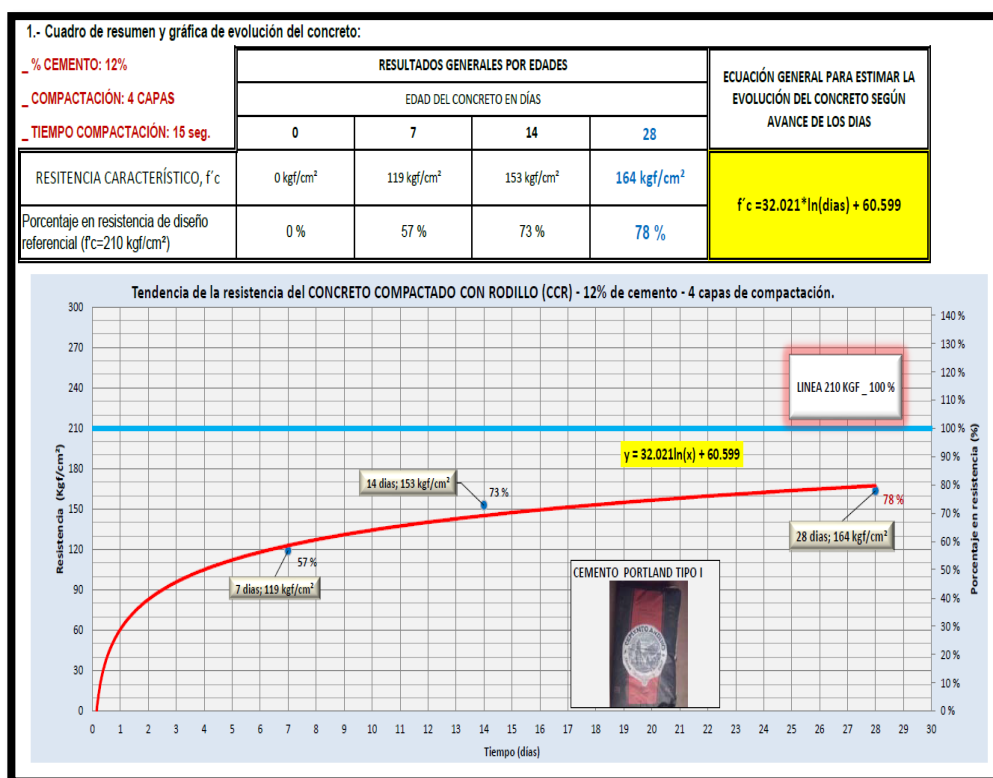 1.- Cuadro de resumen y gráfica de evolución del concreto:
_ % CEMENTO: 12%
_ COMPACTACIÓN: 4 CAPAS
_ TIEMPO COMPACTACIÓN: 15 seg.
RESULTADOS GENERALES POR EDADES
EDAD DEL CONCRETO EN DÍAS
0 7 14 28
ECUACIÓN GENERAL PARA ESTIMAR LA
EVOLUCIÓN DEL CONCRETO SEGÚN
AVANCE DE LOS DIAS
RESITENCIA CARACTERÍSTICO, f´c 0 kgf/cm² 119 kgf/cm² 153 kgf/cm² 164 kgf/cm²
Porcentaje en resistencia de diseño
referencial (f'c=210 kgf/cm²) 0 % 57 % 73 % 78 %
f´c =32.021*ln(dias) + 60.599
Tendencia de la resistencia del CONCRETO COMPACTADO CON RODILLO (CCR) - 12% de cemento - 4 capas de compactación.
Resistencia (Kgf/cm²)
300
270
240
210
180
150
120
90
60
30
0
LINEA 210 KGF _ 100 %
y = 32.021ln(x) + 60.599
14 dias; 153 kgf/cm²
73 %
78 %
28 días; 164 kgf/cm²
57 %
7 dias; 119 kgf/cm²
CEMENTO PORTLAND TIPO I
140 %
130 %
120 %
110 %
100 %
90 %
80 %
70 %
60 %
50 %
40 %
30 %
20 %
10 %
0 %
Porcentaje en resistencia (%)
0 1 2 3 4 5 6 7 8 9 10 11 12 13 14 15 16 17 18 19 20 21 22 23 24 25 26 27 28 29 30
Tiempo (días)